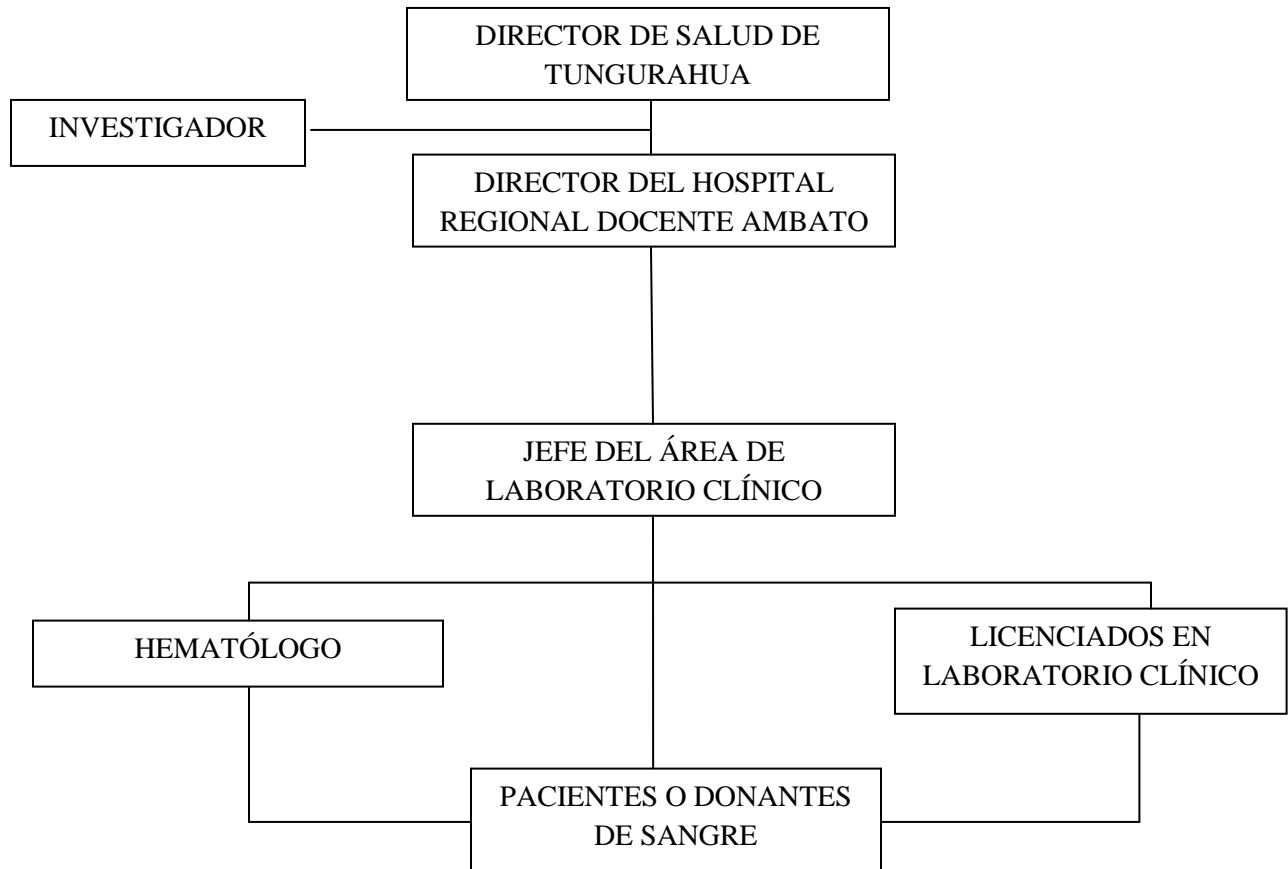 DIRECTOR DE SALUD DE
TUNGURAHUA
INVESTIGADOR
DIRECTOR DEL HOSPITAL
REGIONAL DOCENTE AMBATO
JEFE DEL ÁREA DE
LABORATORIO CLÍNICO
HEMATÓLOGO
LICENCIADOS EN
LABORATORIO CLÍNICO
PACIENTES O DONANTES
DE SANGRE